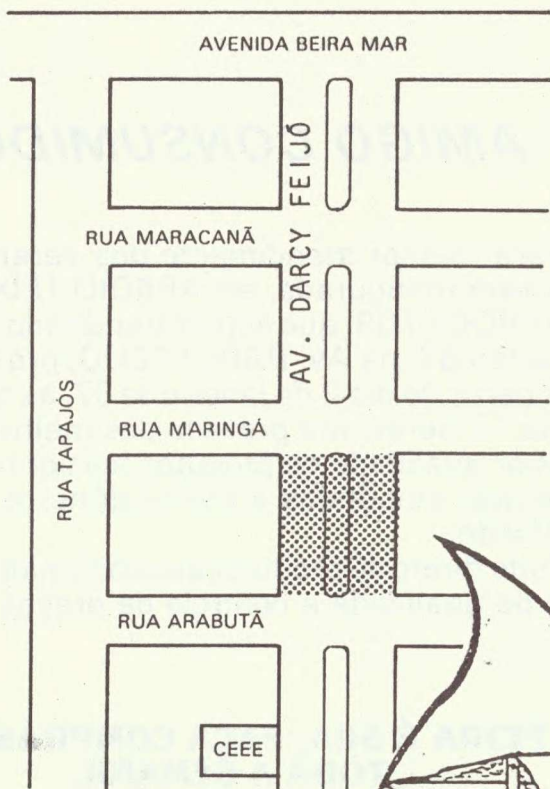 AVENIDA BEIRA MAR
AV. DARCY FEIJÓ
RUA MARACANÃ
RUA TAPAJÓS
RUA MARINGÁ
RUA ARABUTÃ
CEEE